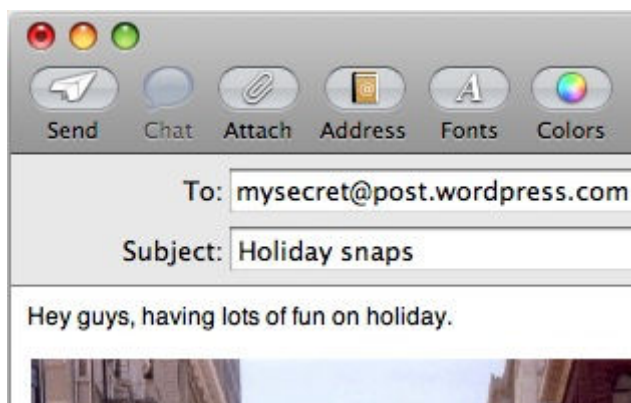 Send Chat Attach Address Fonts Colors
To: mysecret@post.wordpress.com
Subject: Holiday snaps
Hey guys, having lots of fun on holiday.